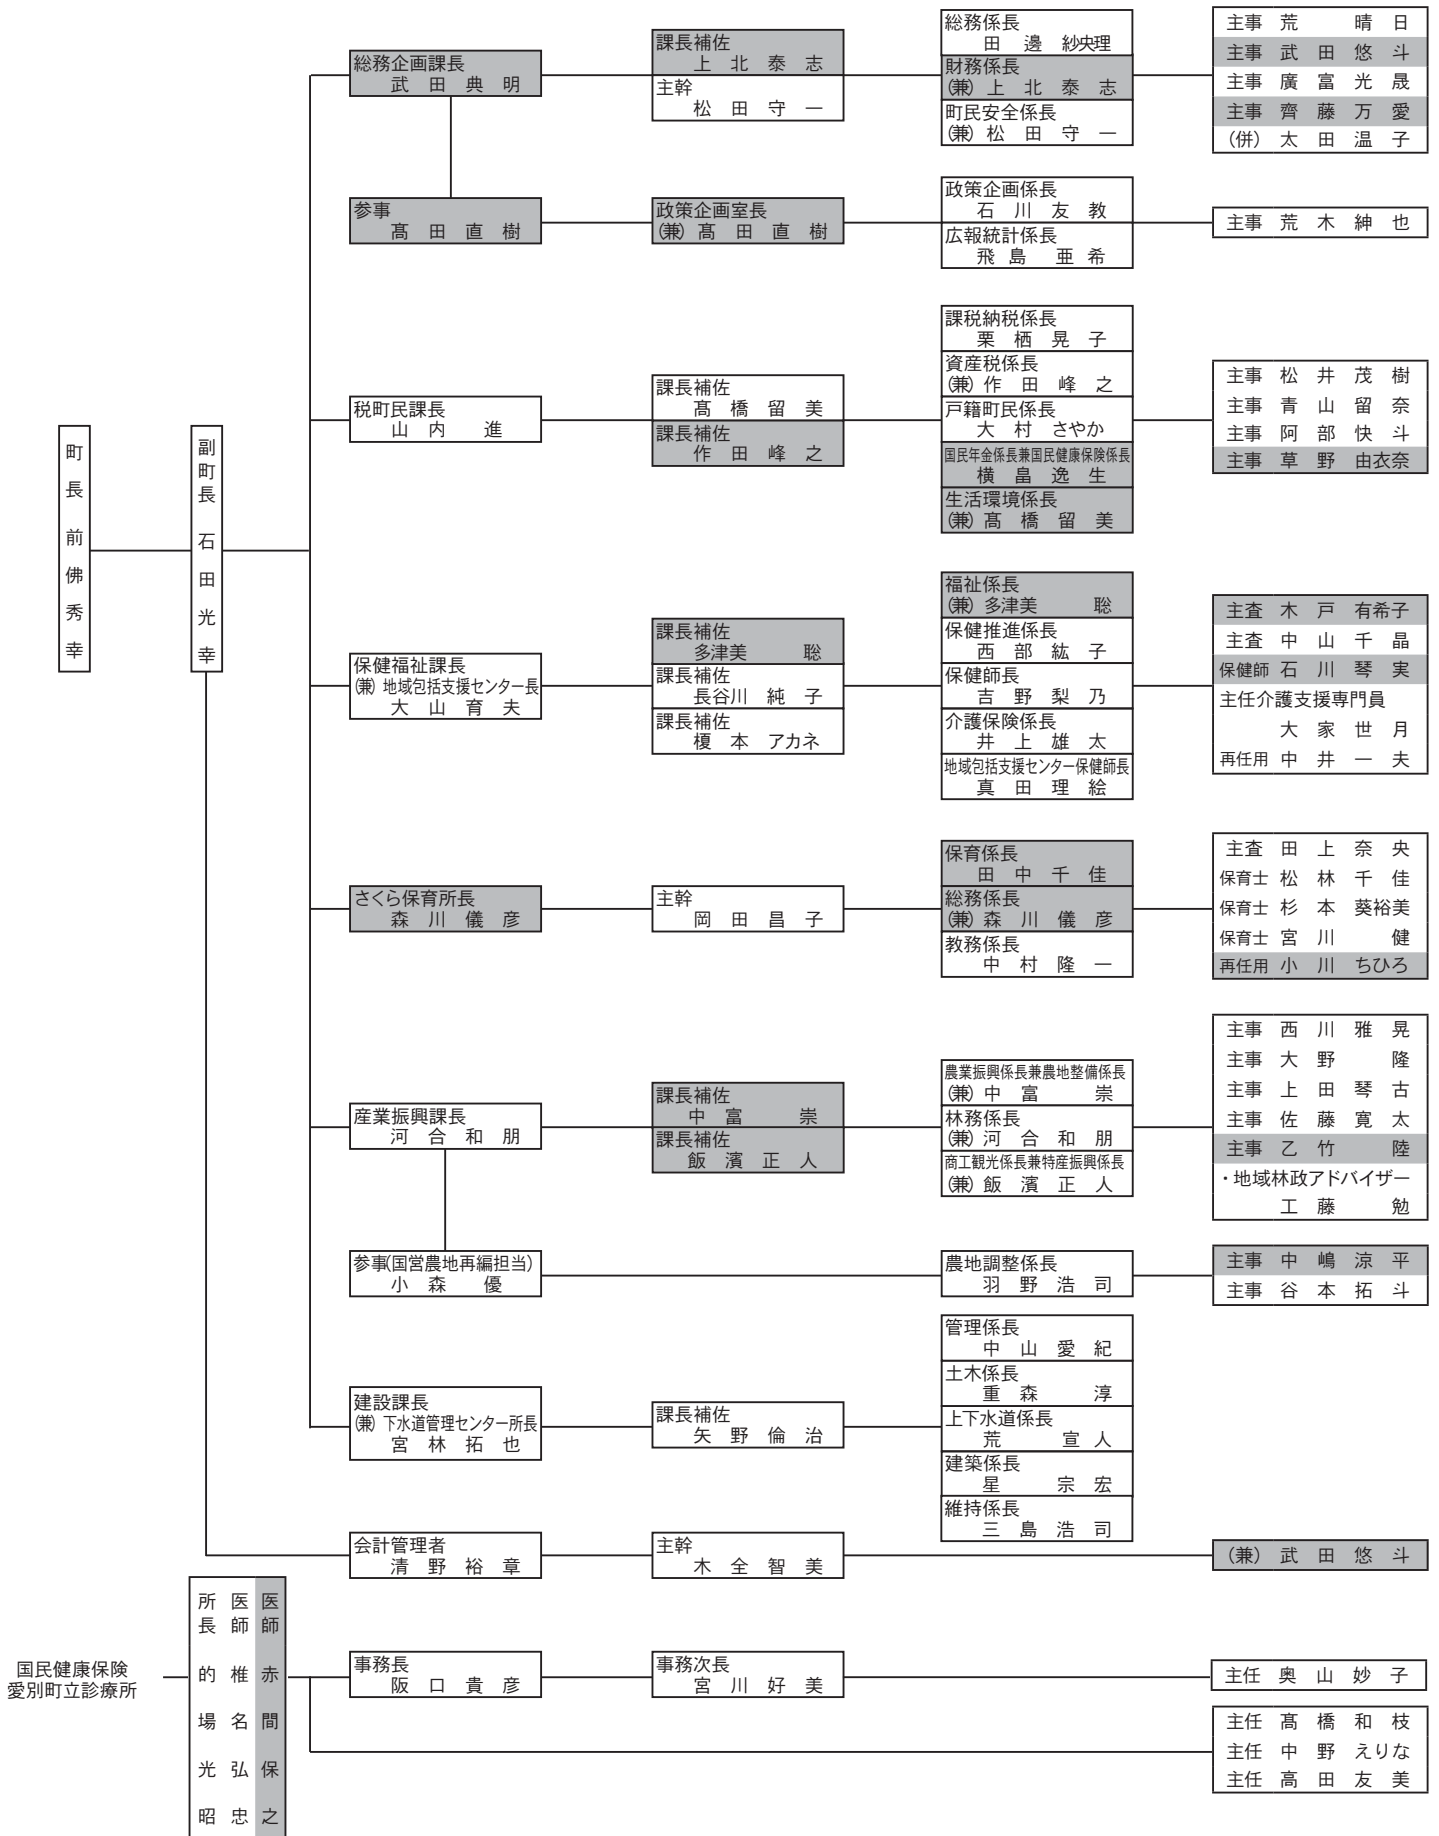 町長 前佛秀幸
副町長 石田光幸
総務企画課長
武田典明
課長補佐
上北泰志
主幹
松田守一
総務係長
田邊紗央理
財務係長
(兼) 上北泰志
町民安全係長
(兼) 松田守一
主事 荒 晴日
主事 武田悠斗
主事 廣富光晟
主事 齊藤万愛
(併) 太田温子
参事
髙田直樹
政策企画室長
(兼) 髙田直樹
政策企画係長
石川友教
広報統計係長
飛島亜希
主事 荒木紳也
税町民課長
山内 進
課長補佐
髙橋留美
課長補佐
作田峰之
課税納税係長
栗栖晃子
資産税係長
(兼) 作田峰之
戸籍町民係長
大村さやか
国民年金係長兼国民健康保険係長
横畠逸生
生活環境係長
(兼) 髙橋留美
主事 松井茂樹
主事 青山留奈
主事 阿部快斗
主事 草野由衣奈
保健福祉課長
(兼) 地域包括支援センター長
大山育夫
課長補佐
多津美 聡
課長補佐
長谷川純子
課長補佐
榎本アカネ
福祉係長
(兼) 多津美 聡
保健推進係長
西部紘子
保健師長
吉野梨乃
介護保険係長
井上雄太
地域包括支援センター保健師長
真田理絵
主査 木戸有希子
主査 中山千晶
保健師 石川琴実
主任介護支援専門員
大家世月
再任用 中井一夫
さくら保育所長
森川儀彦
主幹
岡田昌子
保育係長
田中千佳
総務係長
(兼) 森川儀彦
教務係長
中村隆一
主査 田上奈央
保育士 松林千佳
保育士 杉本葵裕美
保育士 宮川 健
再任用 小川ちひろ
産業振興課長
河合和朋
課長補佐
中富 崇
課長補佐
飯濱正人
農業振興係長兼農地整備係長
(兼) 中富 崇
林務係長
(兼) 河合和朋
商工観光係長兼特産振興係長
(兼) 飯濱正人
主事 西川雅晃
主事 大野 隆
主事 上田琴古
主事 佐藤寛太
主事 乙竹 陸
・地域林政アドバイザー
工藤 勉
参事(国営農地再編担当)
小森 優
農地調整係長
羽野浩司
主事 中嶋涼平
主事 谷本拓斗
建設課長
(兼) 下水道管理センター所長
宮林拓也
課長補佐
矢野倫治
管理係長
中山愛紀
土木係長
重森 淳
上下水道係長
荒 宣人
建築係長
星 宗宏
維持係長
三島浩司
会計管理者
清野裕章
主幹
木全智美
(兼) 武田悠斗
国民健康保険
愛別町立診療所
所長 的場光昭
医師 椎名弘忠
医師 赤間保之
事務長
阪口貴彦
事務次長
宮川好美
主任 奥山妙子
主任 髙橋和枝
主任 中野えりな
主任 高田友美